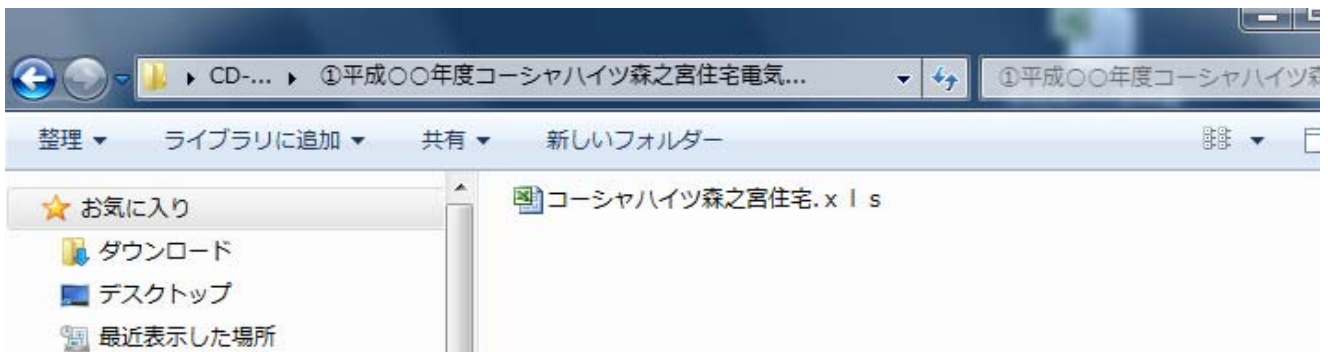 CD-... ▸ ①平成○○年度コーシャハイツ森之宮住宅電気...
①平成○○年度コーシャハイツ
整理 ライブラリに追加 共有 新しいフォルダー
お気に入り
ダウンロード
デスクトップ
最近表示した場所
コーシャハイツ森之宮住宅.ｘｌｓ